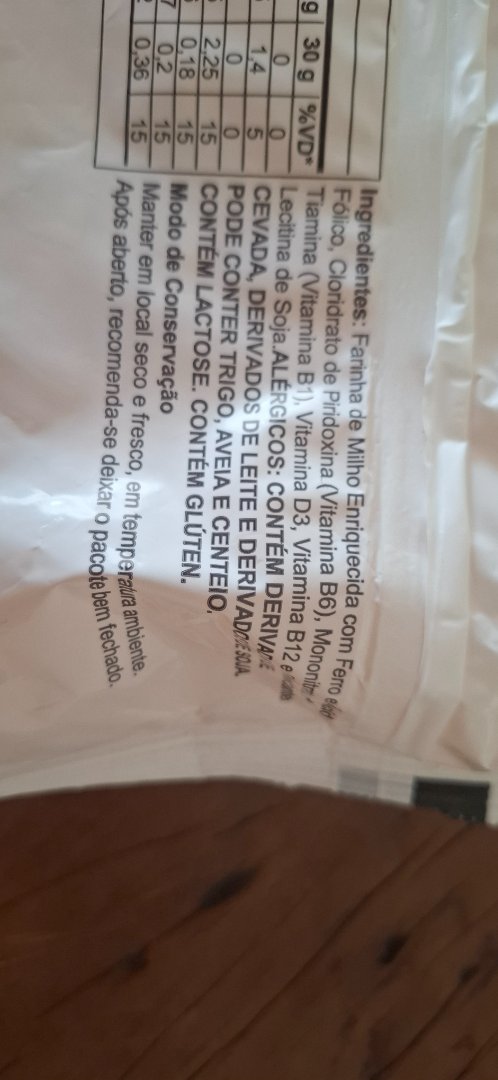 g 30 g %VD*
0 0
1,4 5
0 0
2,25 15
0,18 15
0,2 15
0,36 15
Ingredientes: Farinha de Milho Enriquecida com Ferro e
Fólico, Cloridrato de Piridoxina (Vitamina B6), Mononitr
Tiamina (Vitamina B1), Vitamina D3, Vitamina B12 e
Lecitina de Soja.ALÉRGICOS: CONTÉM DERIVA
CEVADA, DERIVADOS DE LEITE E DERIVADOS DE SOJA.
PODE CONTER TRIGO, AVEIA E CENTEIO.
CONTÉM LACTOSE. CONTÉM GLÚTEN.
Modo de Conservação
Manter em local seco e fresco, em temperatura ambiente.
Após aberto, recomenda-se deixar o pacote bem fechado.